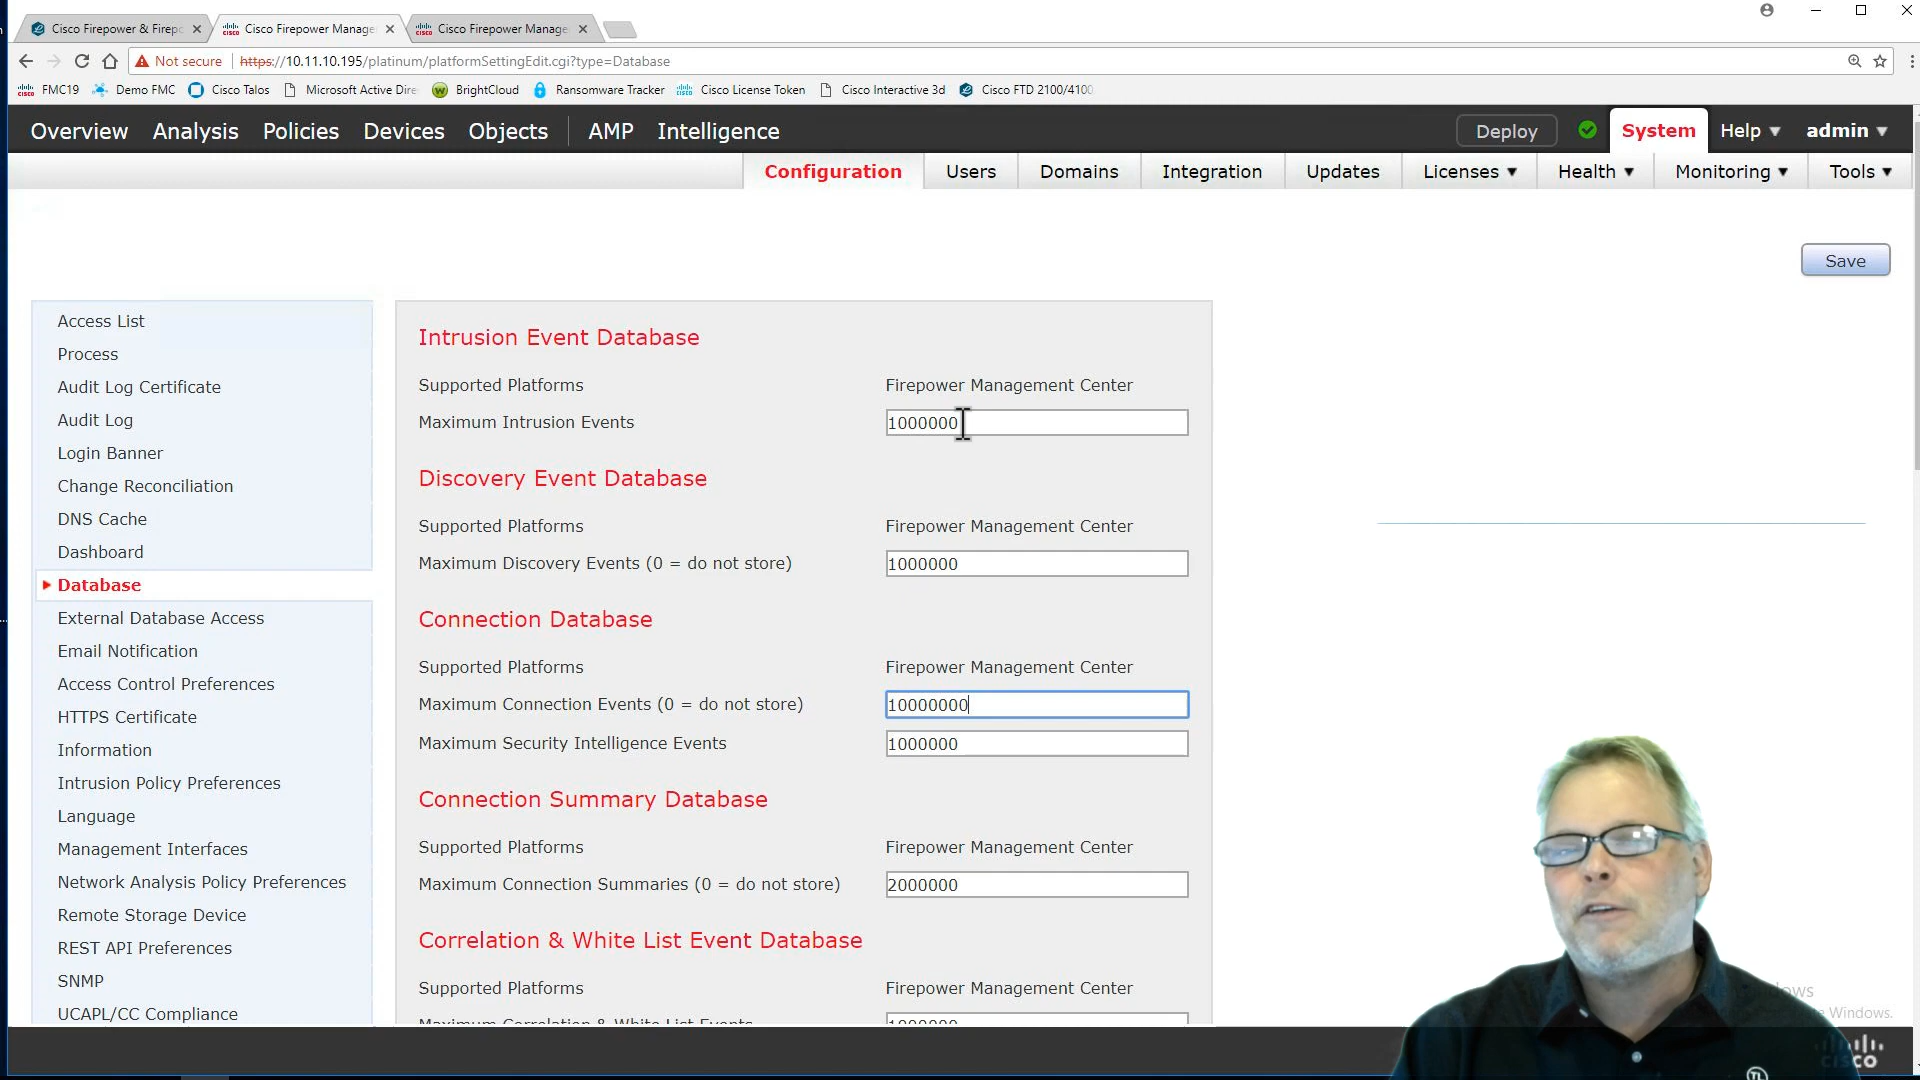 Cisco Firepower & Firep
Cisco Firepower Manage
Cisco Firepower Manage
Not secure
https://10.11.10.195/platinum/platformSettingEdit.cgi?type=Database
FMC19
Demo FMC
Cisco Talos
Microsoft Active Dire
BrightCloud
Ransomware Tracker
Cisco License Token
Cisco Interactive 3d
Cisco FTD 2100/4100
Overview Analysis Policies Devices Objects AMP Intelligence
Deploy
System
Help
admin
Configuration Users Domains Integration Updates Licenses Health Monitoring Tools
Save
Access List
Process
Audit Log Certificate
Audit Log
Login Banner
Change Reconciliation
DNS Cache
Dashboard
Database
External Database Access
Email Notification
Access Control Preferences
HTTPS Certificate
Information
Intrusion Policy Preferences
Language
Management Interfaces
Network Analysis Policy Preferences
Remote Storage Device
REST API Preferences
SNMP
UCAPL/CC Compliance
Intrusion Event Database
Supported Platforms Firepower Management Center
Maximum Intrusion Events 1000000
Discovery Event Database
Supported Platforms Firepower Management Center
Maximum Discovery Events (0 = do not store) 1000000
Connection Database
Supported Platforms Firepower Management Center
Maximum Connection Events (0 = do not store) 10000000
Maximum Security Intelligence Events 1000000
Connection Summary Database
Supported Platforms Firepower Management Center
Maximum Connection Summaries (0 = do not store) 2000000
Correlation & White List Event Database
Supported Platforms Firepower Management Center
Maximum Correlation & White List Events 1000000
Windows.
cisco
TL